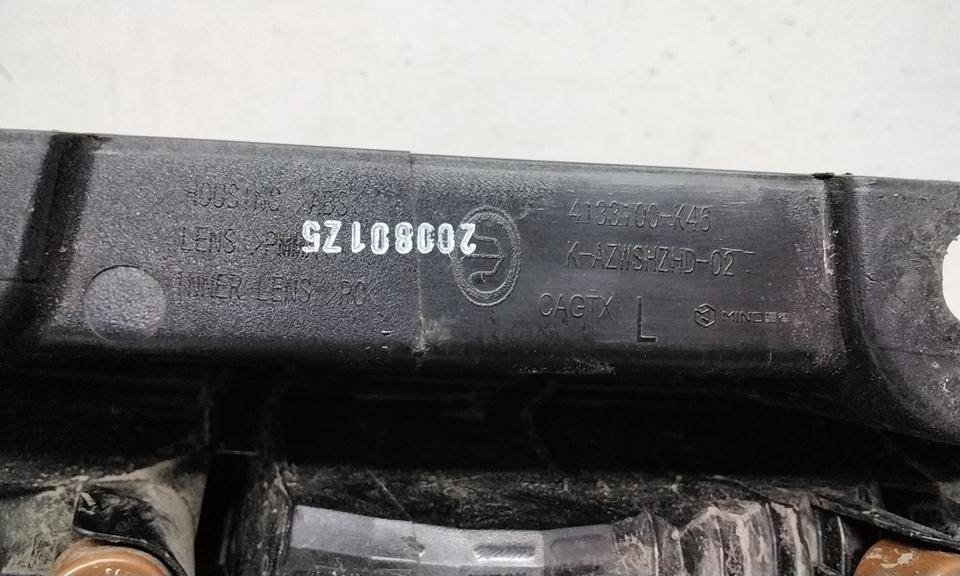 HOUSING >ABS<
LENS >PMMA
INNER LENS >PC<
20080125
4133100-K46
K-AZWSHZHD-02
CAGTX L
MIND